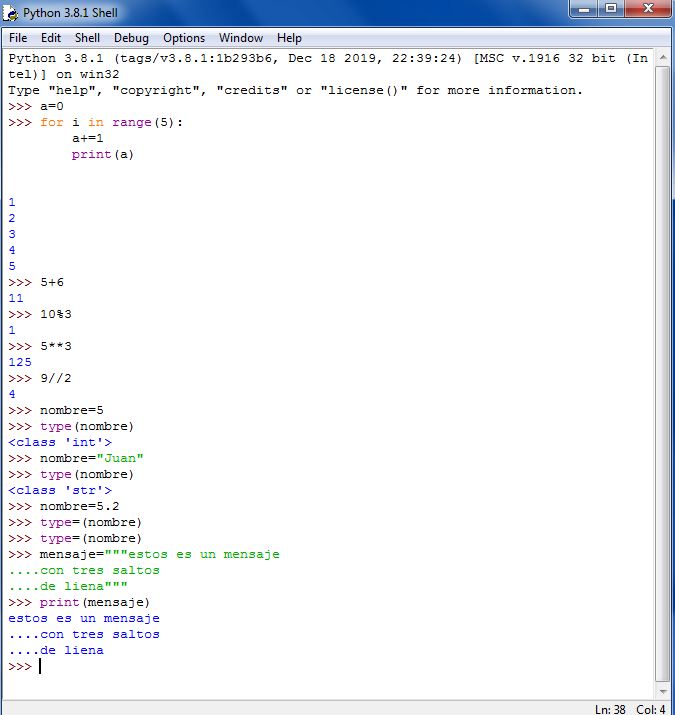 Python 3.8.1 Shell
File Edit Shell Debug Options Window Help
Python 3.8.1 (tags/v3.8.1:1b293b6, Dec 18 2019, 22:39:24) [MSC v.1916 32 bit (In
tel)] on win32
Type "help", "copyright", "credits" or "license()" for more information.
>>> a=0
>>> for i in range(5):
        a+=1
        print(a)
1
2
3
4
5
>>> 5+6
11
>>> 10%3
1
>>> 5**3
125
>>> 9//2
4
>>> nombre=5
>>> type(nombre)
<class 'int'>
>>> nombre="Juan"
>>> type(nombre)
<class 'str'>
>>> nombre=5.2
>>> type=(nombre)
>>> type=(nombre)
>>> mensaje="""estos es un mensaje
....con tres saltos
....de liena"""
>>> print(mensaje)
estos es un mensaje
....con tres saltos
....de liena
>>>
Ln: 38 Col: 4